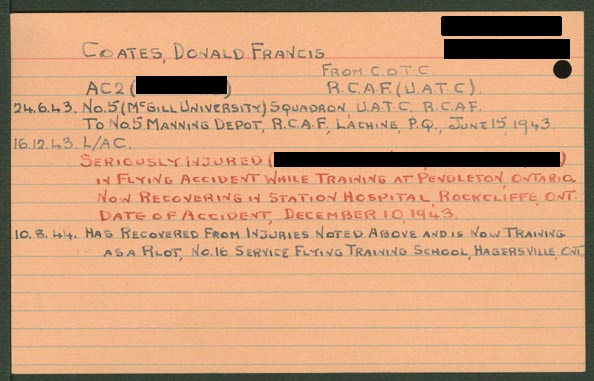 COATES, DONALD FRANCIS
FROM C.O.T.C.
AC2 ( ) R.C.A.F. (U.A.T.C).
24.6.43. No.5 (McGILL UNIVERSITY) SQUADRON, U.A.T.C. R.C.A.F.
TO No.5 MANNING DEPOT, R.C.A.F., LACHINE, P.Q., JUNE 15, 1943.
16.12.43. L/AC.
SERIOUSLY INJURED ( )
IN FLYING ACCIDENT WHILE TRAINING AT PENDLETON, ONTARIO.
NOW RECOVERING IN STATION HOSPITAL, ROCKCLIFFE, ONT.
DATE OF ACCIDENT, DECEMBER 10, 1943.
10.8.44. HAS RECOVERED FROM INJURIES NOTED ABOVE AND IS NOW TRAINING
AS A PILOT, No.16 SERVICE FLYING TRAINING SCHOOL, HAGERSVILLE, ONT.